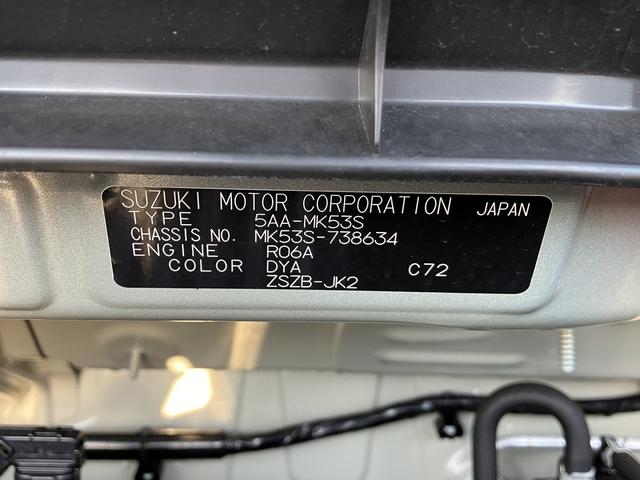 SUZUKI MOTOR CORPORATION JAPAN
TYPE 5AA-MK53S
CHASSIS NO. MK53S-738634
ENGINE R06A
COLOR DYA C72
ZSZB-JK2